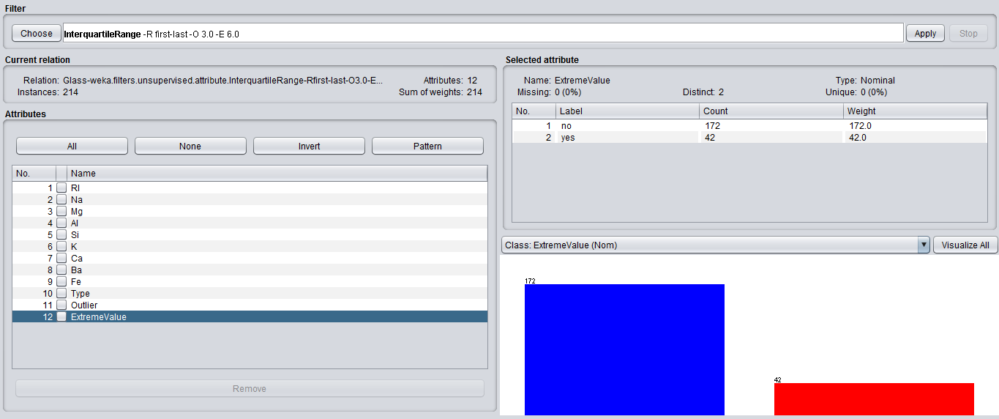 Filter
Choose InterquartileRange -R first-last -O 3.0 -E 6.0 Apply Stop
Current relation
Relation: Glass-weka.filters.unsupervised.attribute.InterquartileRange-Rfirst-last-O3.0-E... Attributes: 12
Instances: 214 Sum of weights: 214
Attributes
All None Invert Pattern
No. Name
1 RI
2 Na
3 Mg
4 Al
5 Si
6 K
7 Ca
8 Ba
9 Fe
10 Type
11 Outlier
12 ExtremeValue
Remove
Selected attribute
Name: ExtremeValue Type: Nominal
Missing: 0 (0%) Distinct: 2 Unique: 0 (0%)
No. Label Count Weight
1 no 172 172.0
2 yes 42 42.0
Class: ExtremeValue (Nom) Visualize All
172
42